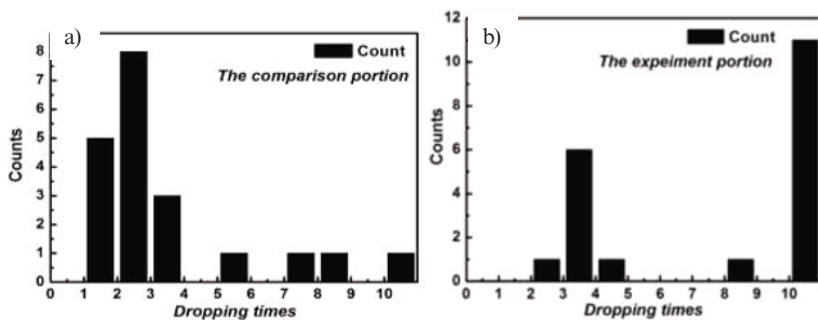 a)
Count
The comparison portion
8
7
6
5
4
3
2
1
0
Counts
0 1 2 3 4 5 6 7 8 9 10
Dropping times
b)
Count
The expeiment portion
12
10
8
6
4
2
0
Counts
0 1 2 3 4 5 6 7 8 9 10
Dropping times